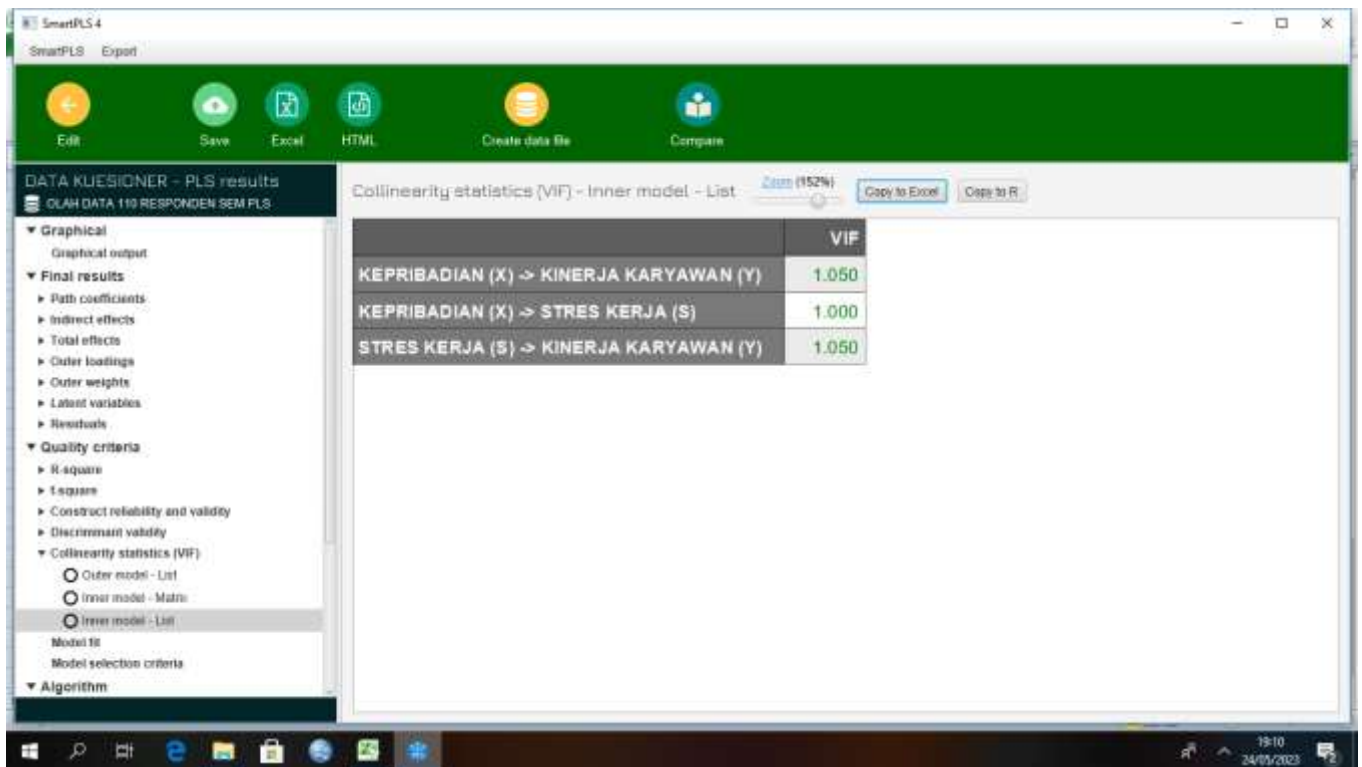 SmartPLS 4
SmartPLS Export
Edit Save Excel HTML Create data file Compare
DATA KUESIONER - PLS results
OLAH DATA 110 RESPONDEN SEM PLS
Graphical
Graphical output
Final results
Path coefficients
Indirect effects
Total effects
Outer loadings
Outer weights
Latent variables
Residuals
Quality criteria
R-square
f-square
Construct reliability and validity
Discriminant validity
Collinearity statistics (VIF)
Outer model - List
Inner model - Matrix
Inner model - List
Model fit
Model selection criteria
Algorithm
Collinearity statistics (VIF) - Inner model - List Zoom (152%) Copy to Excel Copy to R
VIF
KEPRIBADIAN (X) -> KINERJA KARYAWAN (Y) 1.050
KEPRIBADIAN (X) -> STRES KERJA (S) 1.000
STRES KERJA (S) -> KINERJA KARYAWAN (Y) 1.050
19:10
24/05/2023